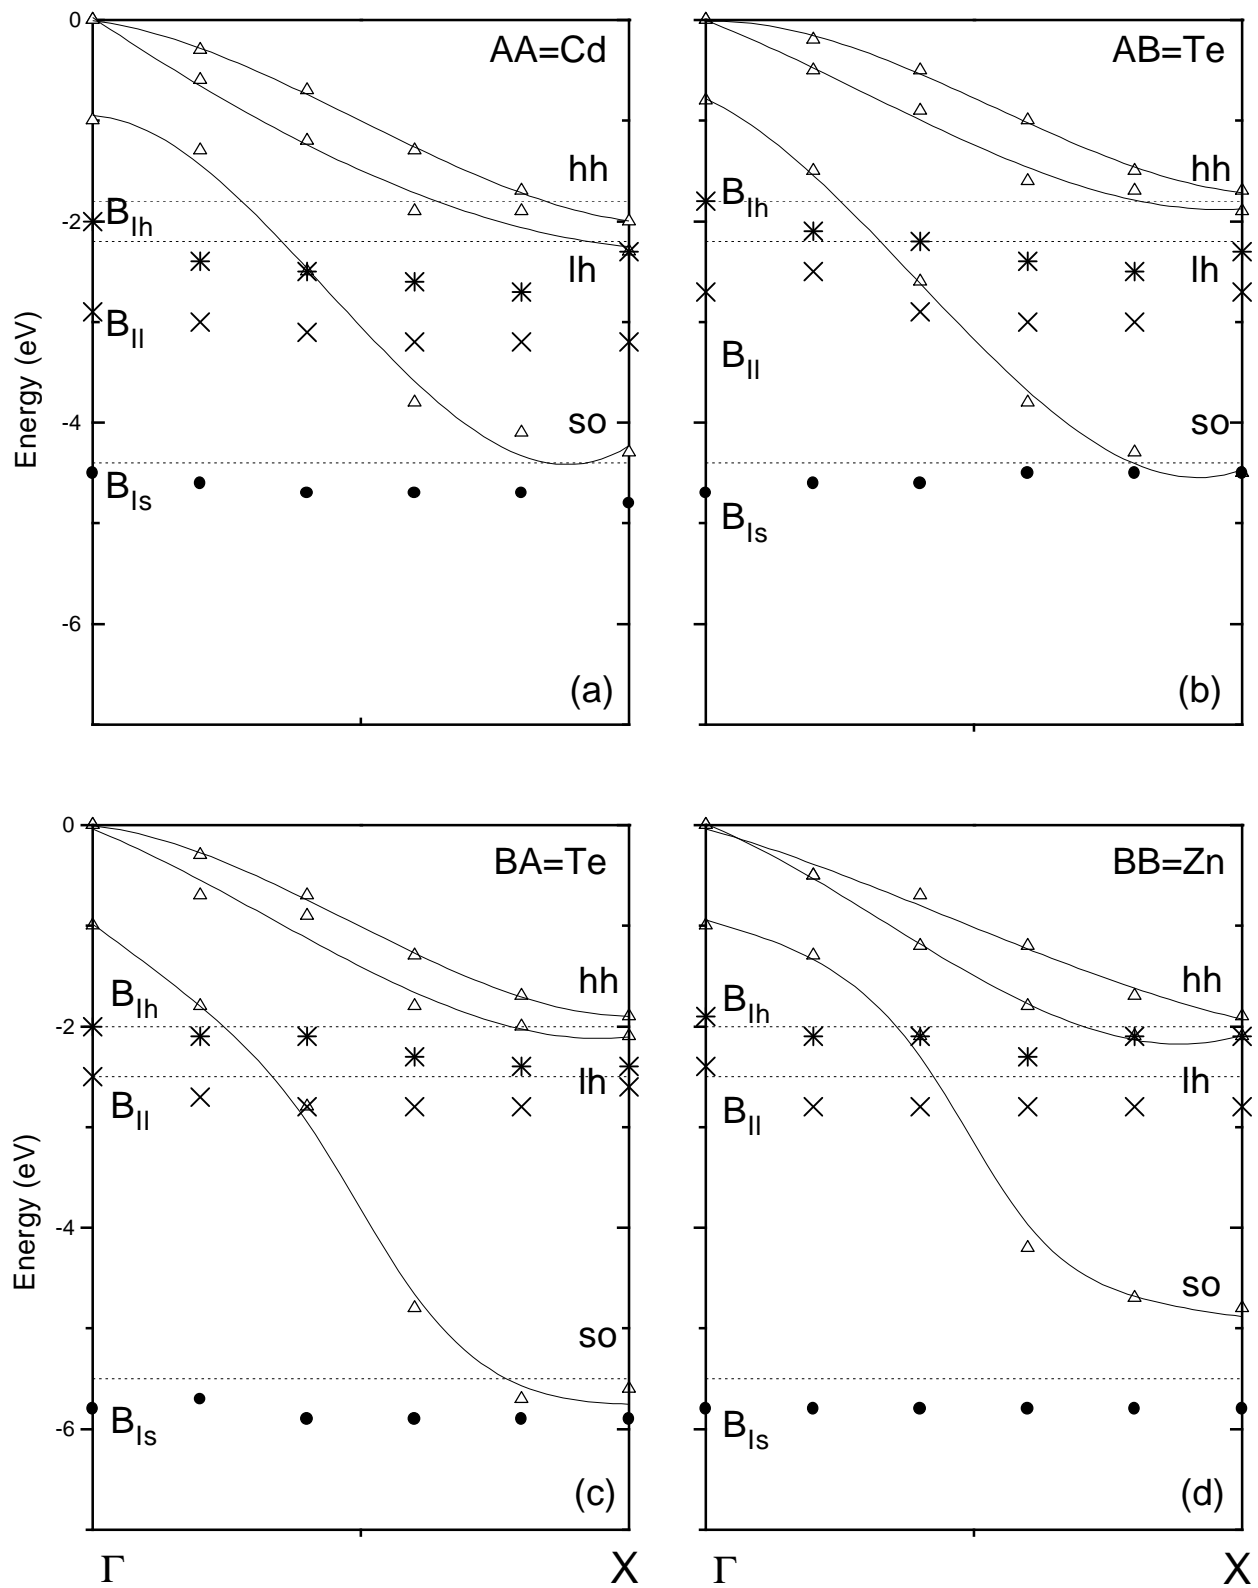 0
-2
-4
-6
Energy (eV)
AA=Cd
hh
lh
so
B_lh
B_ll
B_ls
(a)
AB=Te
hh
lh
so
B_lh
B_ll
B_ls
(b)
0
-2
-4
-6
Energy (eV)
BA=Te
hh
lh
so
B_lh
B_ll
B_ls
(c)
Γ
X
BB=Zn
hh
lh
so
B_lh
B_ll
B_ls
(d)
Γ
X